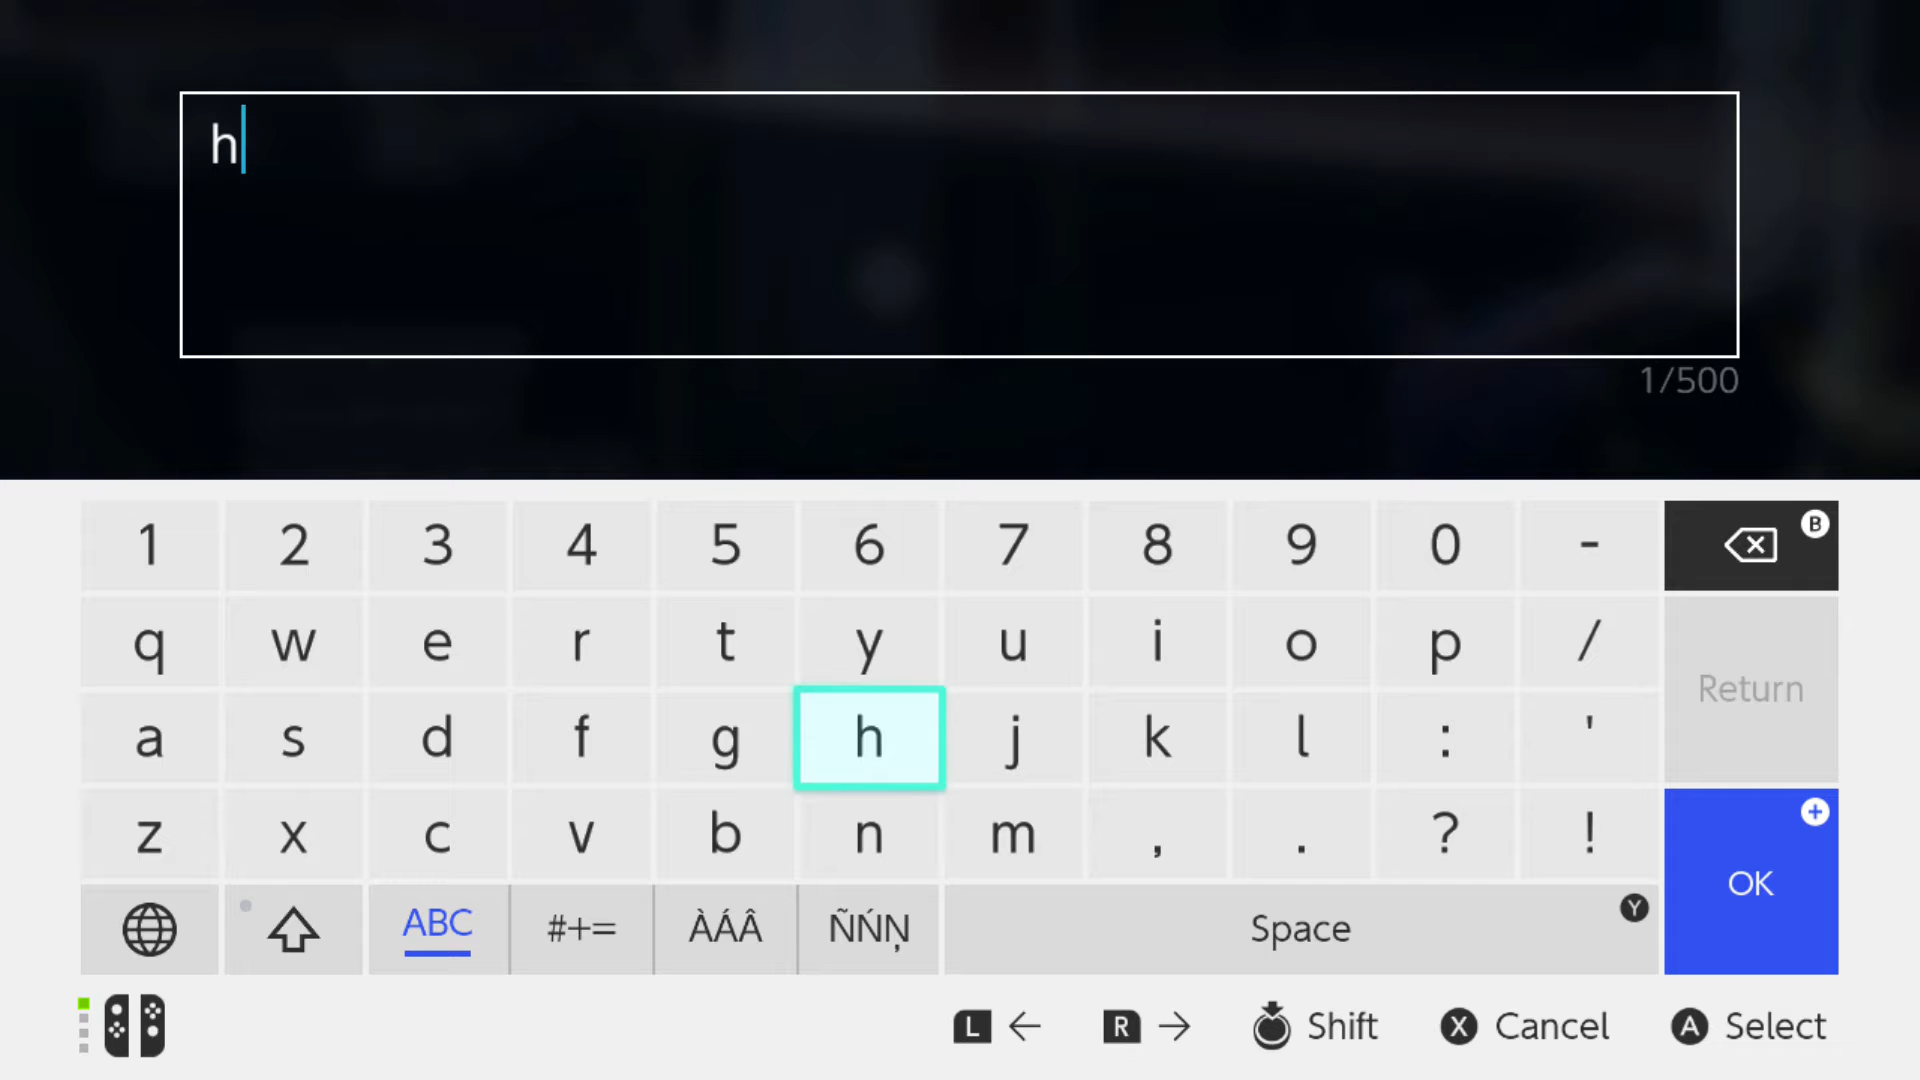 h
1/500
1 2 3 4 5 6 7 8 9 0 - B
q w e r t y u i o p /
Return
a s d f g h j k l : '
z x c v b n m , . ? ! +
OK
ABC #+= ÀÁÂ ÑŃŅ Space Y
L ← R → Shift X Cancel A Select